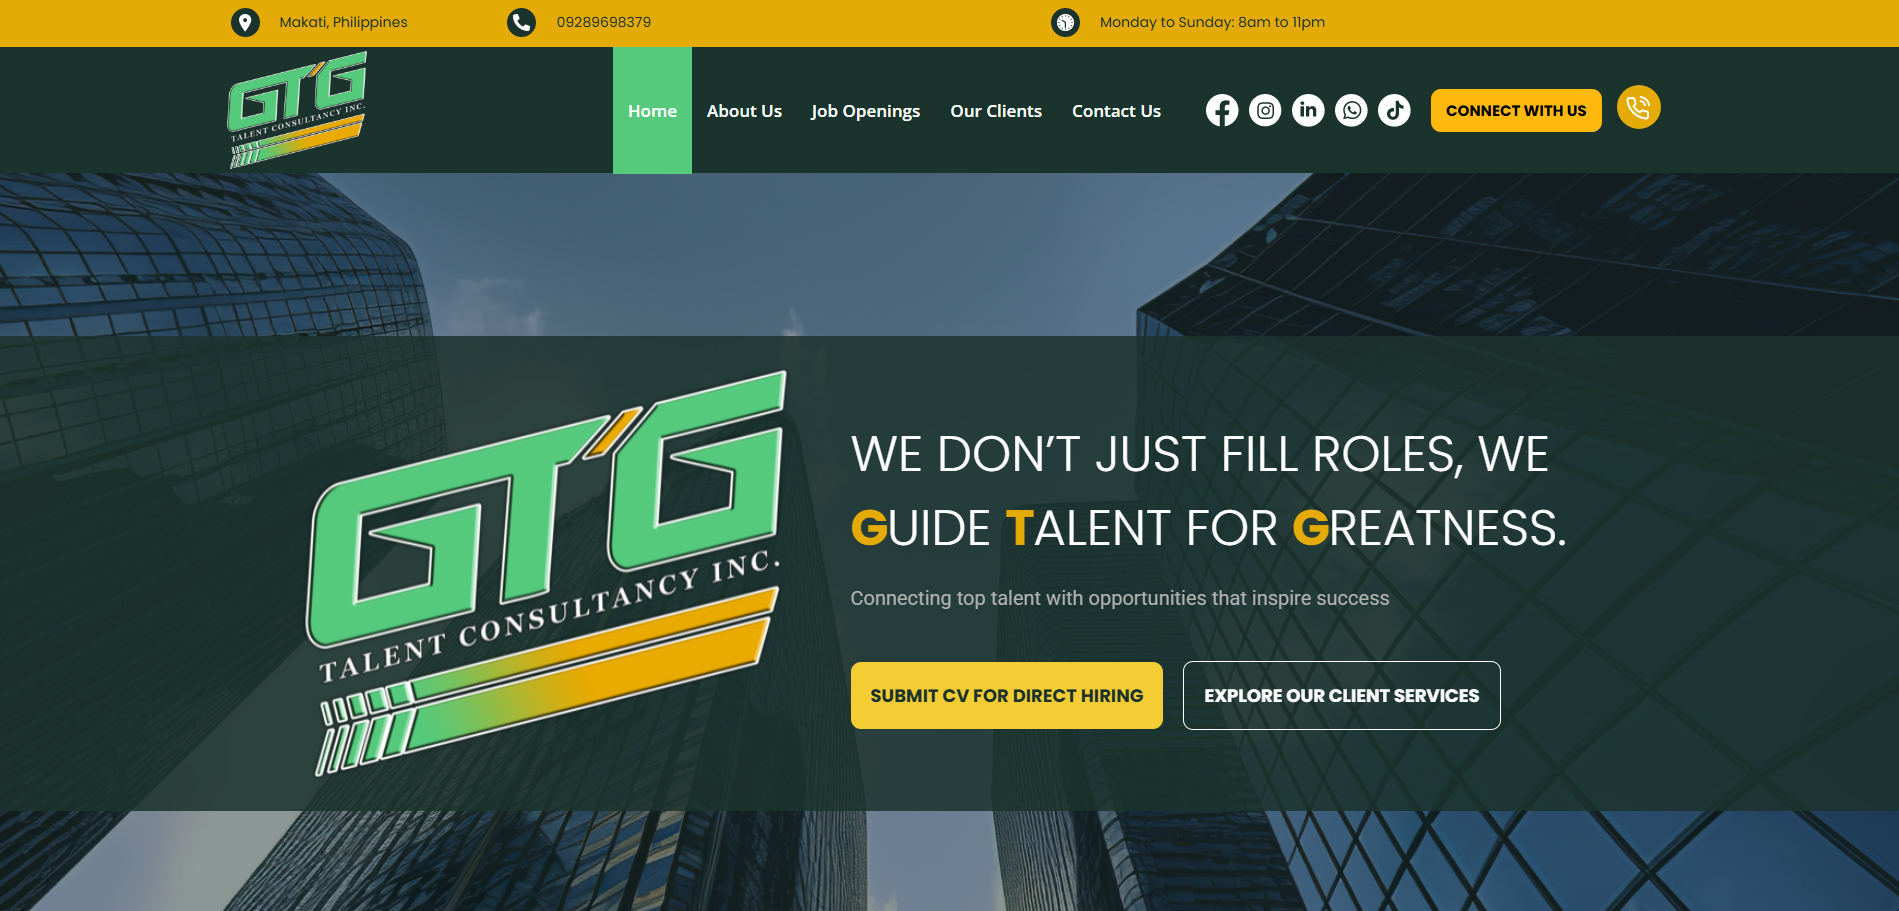 Makati, Philippines
09289698379
Monday to Sunday: 8am to 11pm
GTG
TALENT CONSULTANCY INC.
Home
About Us
Job Openings
Our Clients
Contact Us
CONNECT WITH US
GTG
TALENT CONSULTANCY INC.
WE DON’T JUST FILL ROLES, WE
GUIDE TALENT FOR GREATNESS.
Connecting top talent with opportunities that inspire success
SUBMIT CV FOR DIRECT HIRING
EXPLORE OUR CLIENT SERVICES